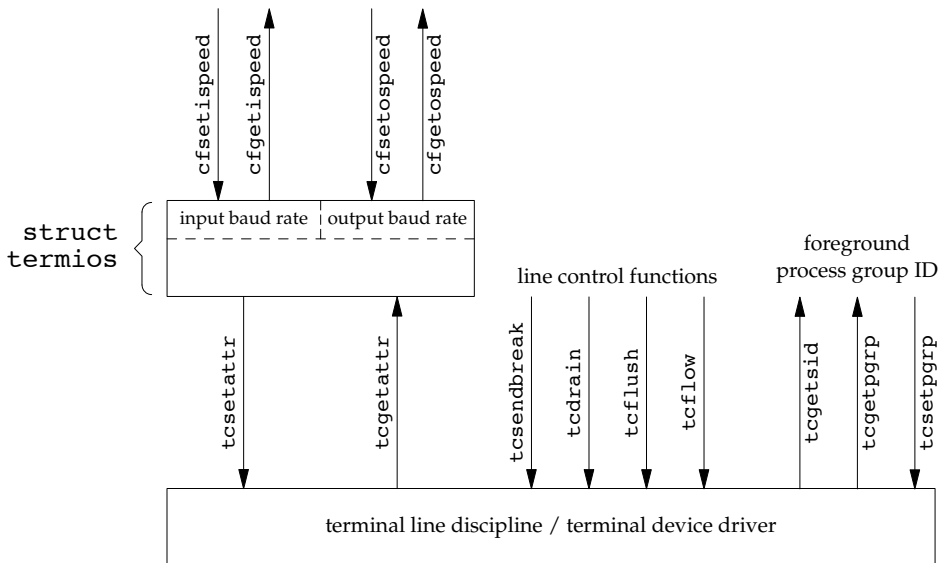 cfsetispeed
cfgetispeed
cfsetospeed
cfgetospeed
struct
termios
input baud rate
output baud rate
line control functions
foreground
process group ID
tcsetattr
tcgetattr
tcsendbreak
tcdrain
tcflush
tcflow
tcgetsid
tcgetpgrp
tcsetpgrp
terminal line discipline / terminal device driver